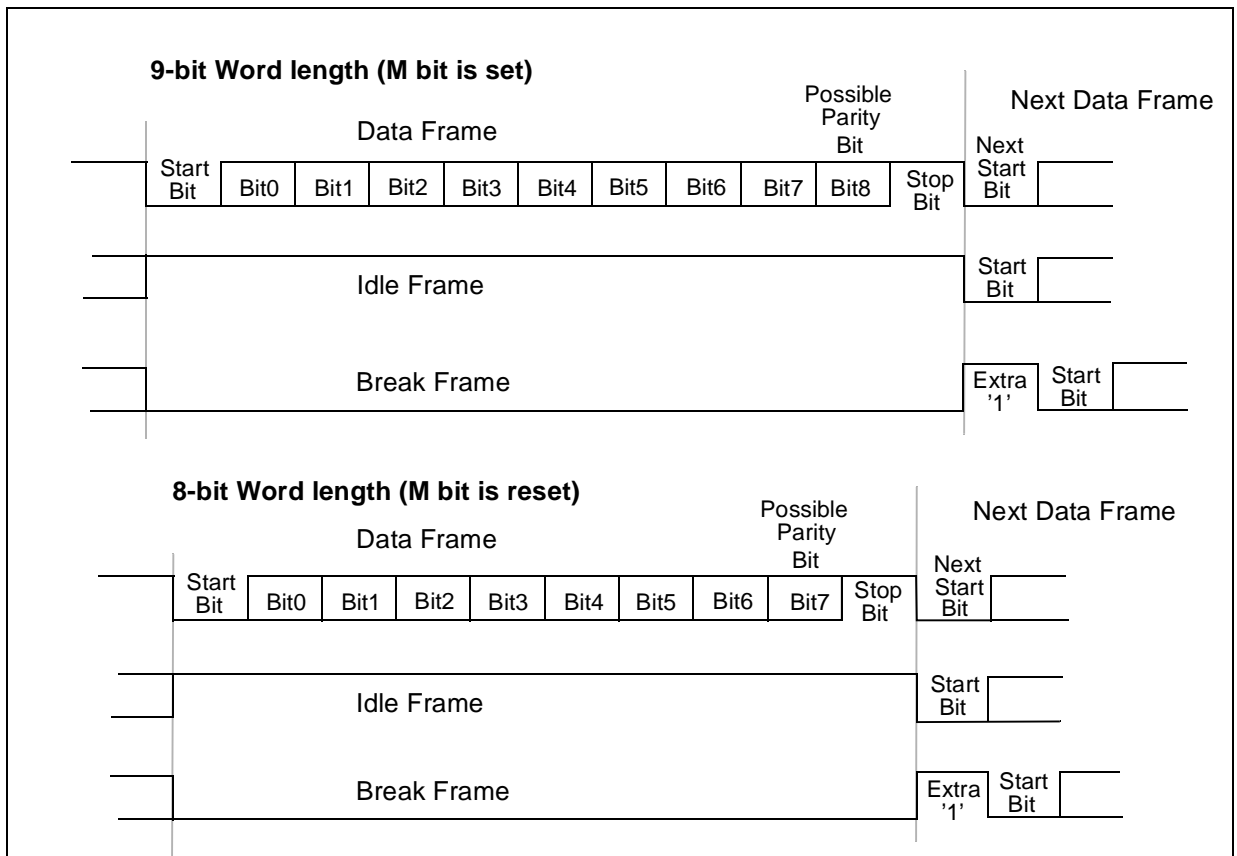 9-bit Word length (M bit is set)
Possible
Parity
Bit
Next Data Frame
Data Frame
Start
Bit
Bit0
Bit1
Bit2
Bit3
Bit4
Bit5
Bit6
Bit7
Bit8
Stop
Bit
Next
Start
Bit
Idle Frame
Start
Bit
Break Frame
Extra
'1'
Start
Bit
8-bit Word length (M bit is reset)
Possible
Parity
Bit
Next Data Frame
Data Frame
Start
Bit
Bit0
Bit1
Bit2
Bit3
Bit4
Bit5
Bit6
Bit7
Stop
Bit
Next
Start
Bit
Idle Frame
Start
Bit
Break Frame
Extra
'1'
Start
Bit